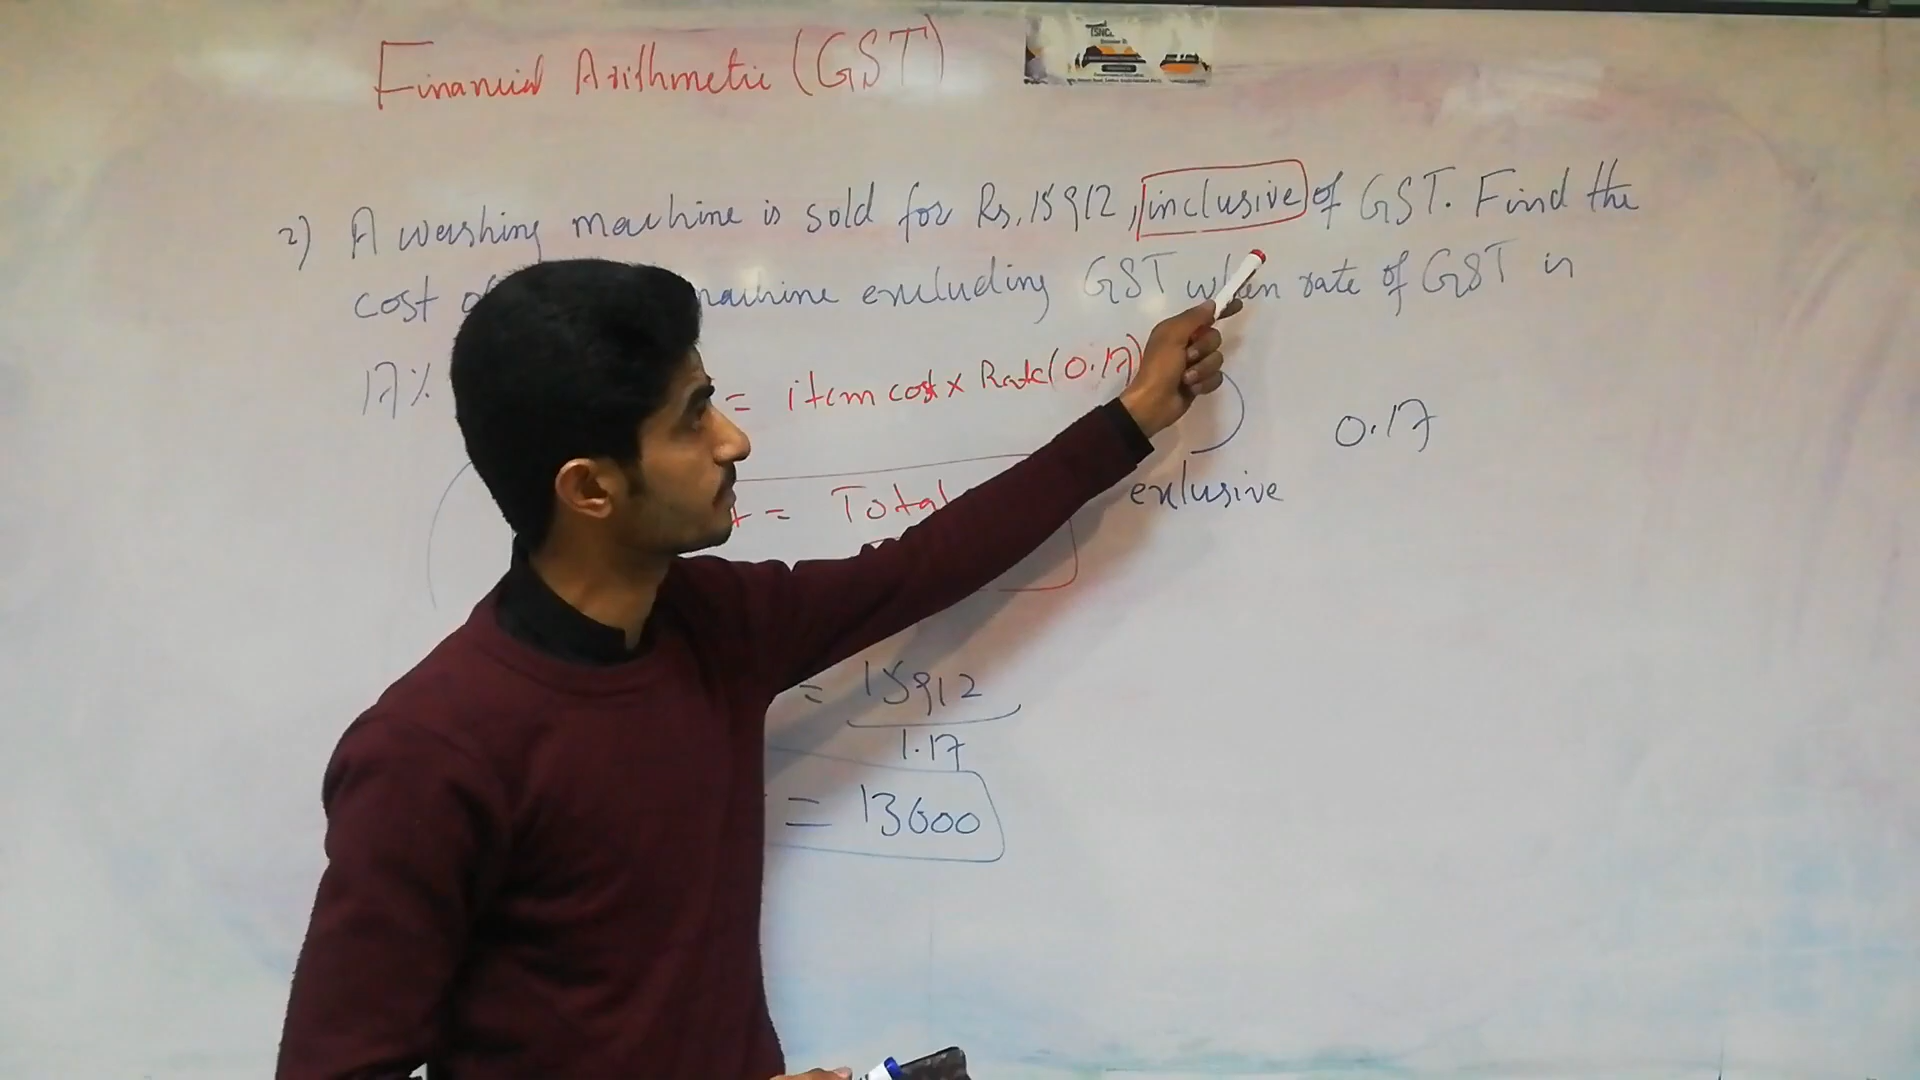 Financial Arithmetic (GST)
TSNC
2) A washing machine is sold for Rs. 15912, inclusive of GST. Find the
cost machine excluding GST when rate of GST is
17% = item cost x Rate (0.17)
0.17
= Total
exlusive
= 15912
1.17
= 13600